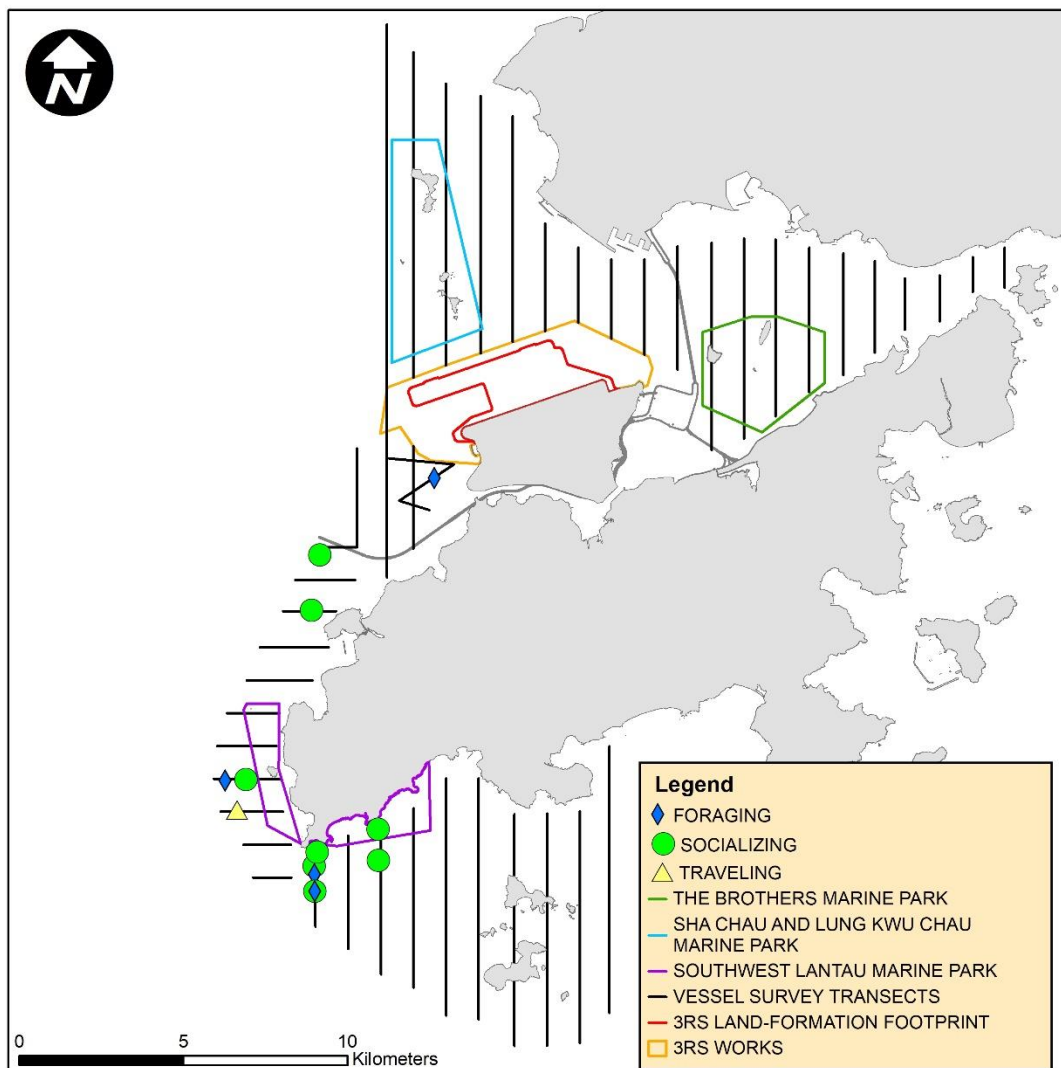 N
Legend
FORAGING
SOCIALIZING
TRAVELING
THE BROTHERS MARINE PARK
SHA CHAU AND LUNG KWU CHAU
MARINE PARK
SOUTHWEST LANTAU MARINE PARK
VESSEL SURVEY TRANSECTS
3RS LAND-FORMATION FOOTPRINT
3RS WORKS
0 5 10
Kilometers